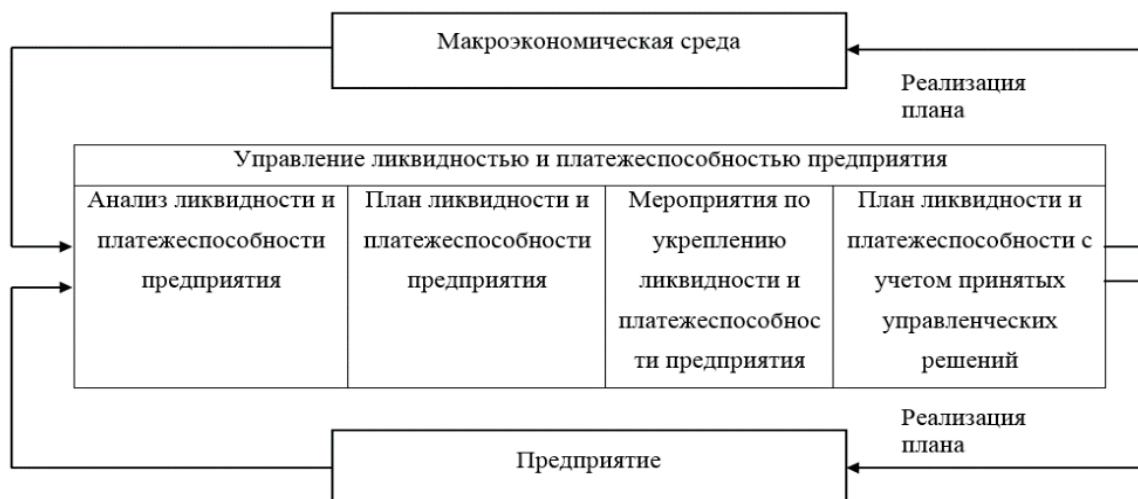 Макроэкономическая среда
Реализация
плана
Управление ликвидностью и платежеспособностью предприятия
Анализ ликвидности и
платежеспособности
предприятия
План ликвидности и
платежеспособности
предприятия
Мероприятия по
укреплению
ликвидности и
платежеспособнос
ти предприятия
План ликвидности и
платежеспособности с
учетом принятых
управленческих
решений
Реализация
плана
Предприятие